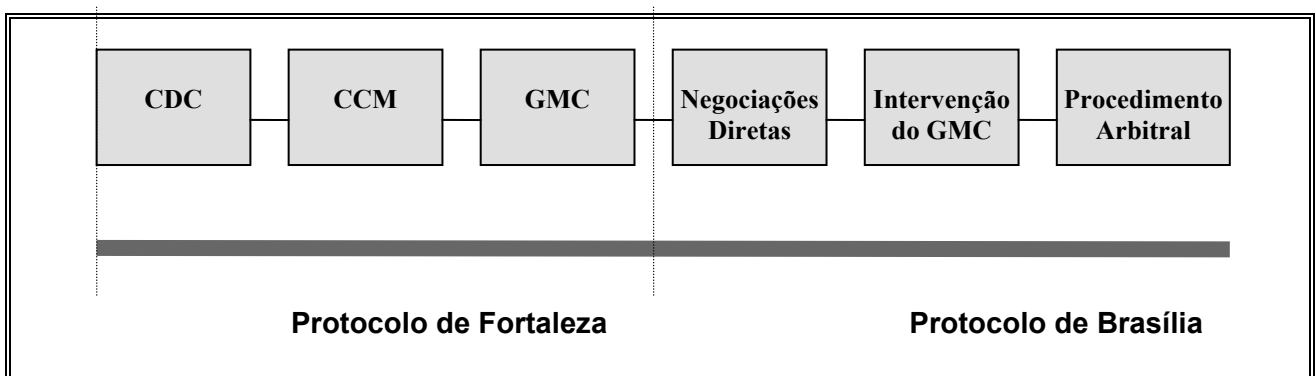 CDC
CCM
GMC
Negociações
Diretas
Intervenção
do GMC
Procedimento
Arbitral
Protocolo de Fortaleza
Protocolo de Brasília